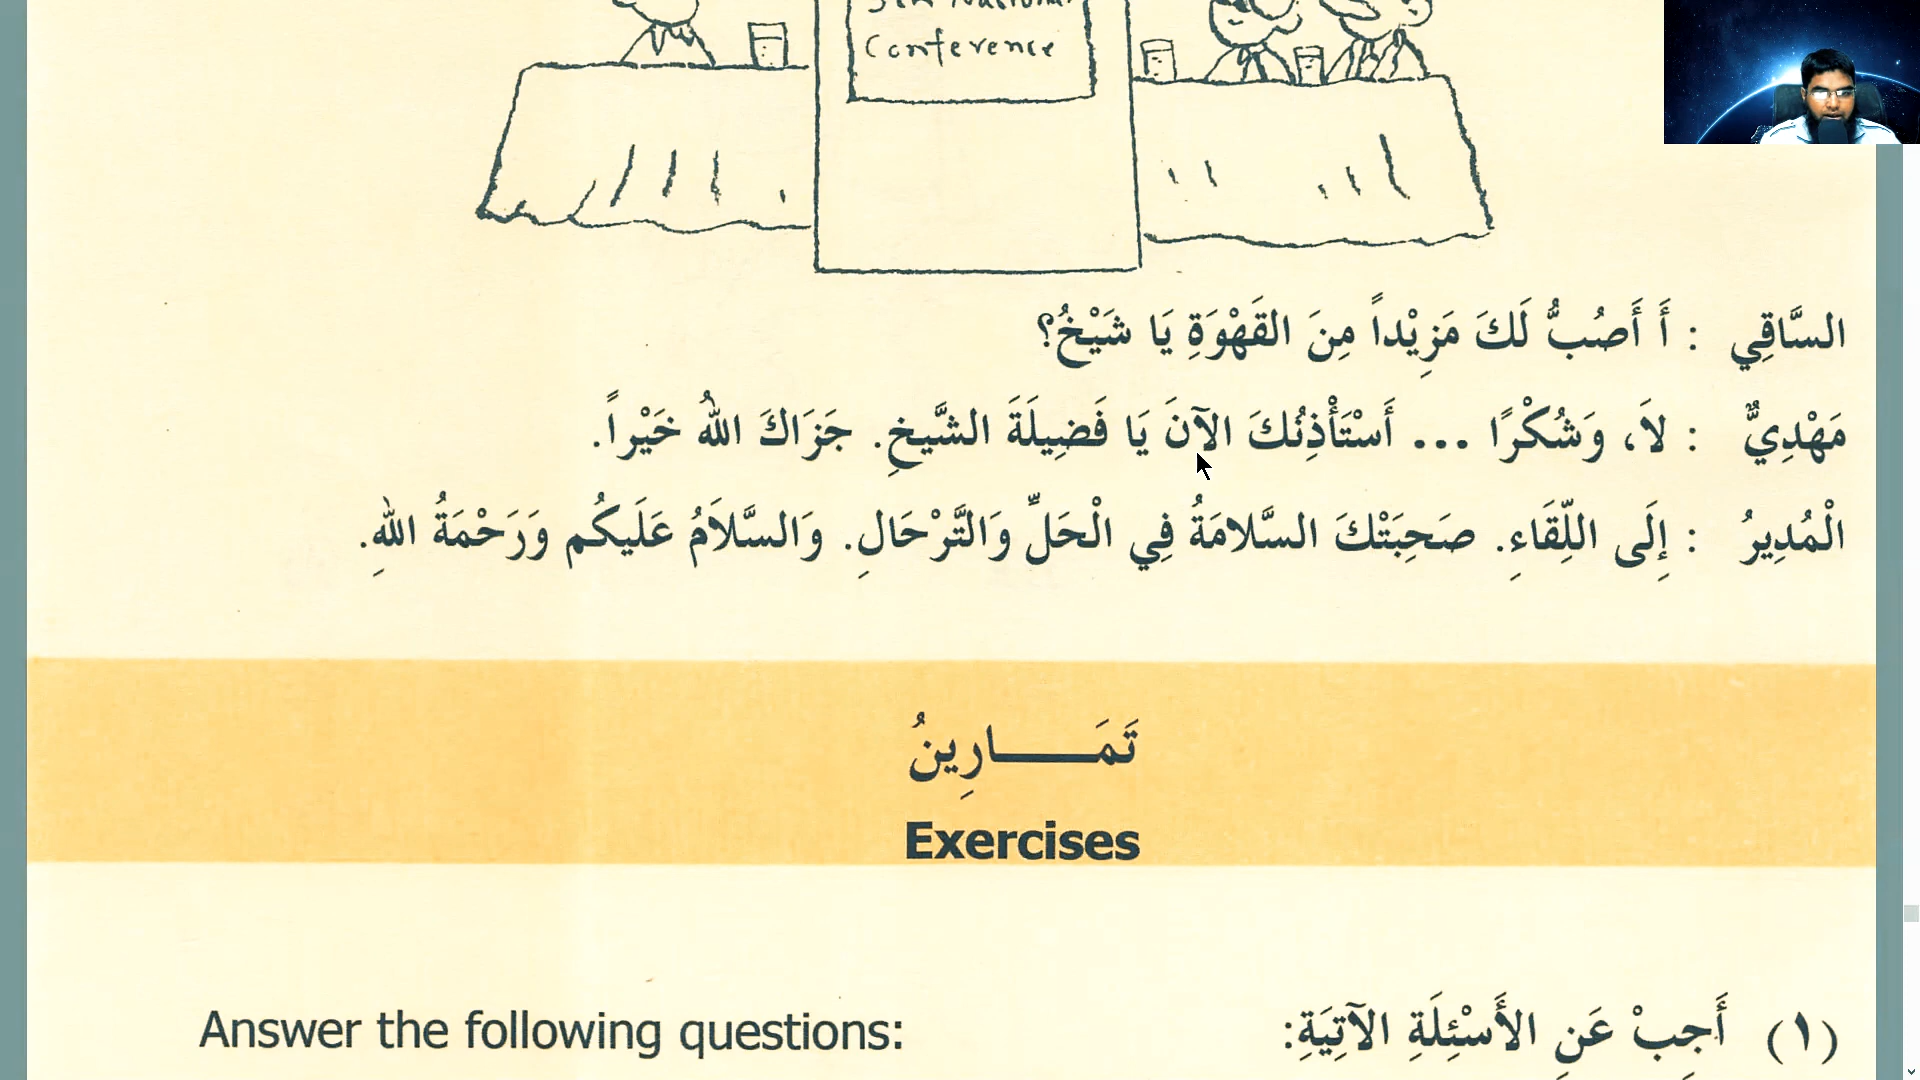 Conference
السَّاقِي : أَ أَصُبُّ لَكَ مَزِيْداً مِنَ القَهْوَةِ يَا شَيْخُ؟
مَهْدِيٌّ : لاَ، وَشُكْرًا ... أَسْتَأْذِنُكَ الآنَ يَا فَضِيلَةَ الشَّيخِ. جَزَاكَ اللهُ خَيْراً.
الْمُدِيرُ : إِلَى اللِّقَاءِ. صَحِبَتْكَ السَّلامَةُ فِي الْحَلِّ وَالتَّرْحَالِ. وَالسَّلاَمُ عَلَيكُم وَرَحْمَةُ اللهِ.
تَمَـــــارِينُ
Exercises
(١) أَجِبْ عَنِ الأَسْئِلَةِ الآتِيَةِ:
Answer the following questions: